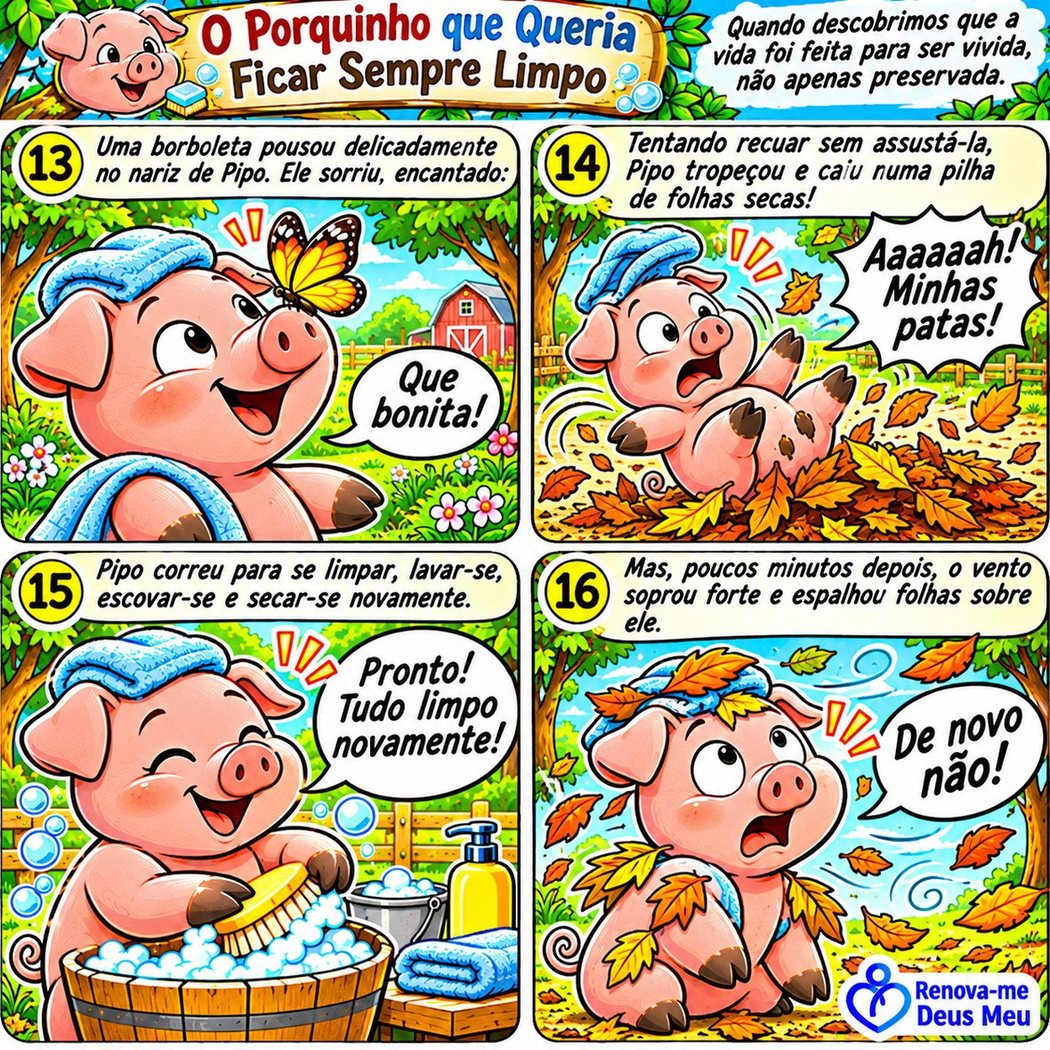 O Porquinho que Queria
Ficar Sempre Limpo
Quando descobrimos que a
vida foi feita para ser vivida,
não apenas preservada.
13
Uma borboleta pousou delicadamente
no nariz de Pipo. Ele sorriu, encantado:
Que
bonita!
14
Tentando recuar sem assustá-la,
Pipo tropeçou e caiu numa pilha
de folhas secas!
Aaaaaah!
Minhas
patas!
15
Pipo correu para se limpar, lavar-se,
escovar-se e secar-se novamente.
Pronto!
Tudo limpo
novamente!
16
Mas, poucos minutos depois, o vento
soprou forte e espalhou folhas sobre
ele.
De novo
não!
Renova-me
Deus Meu